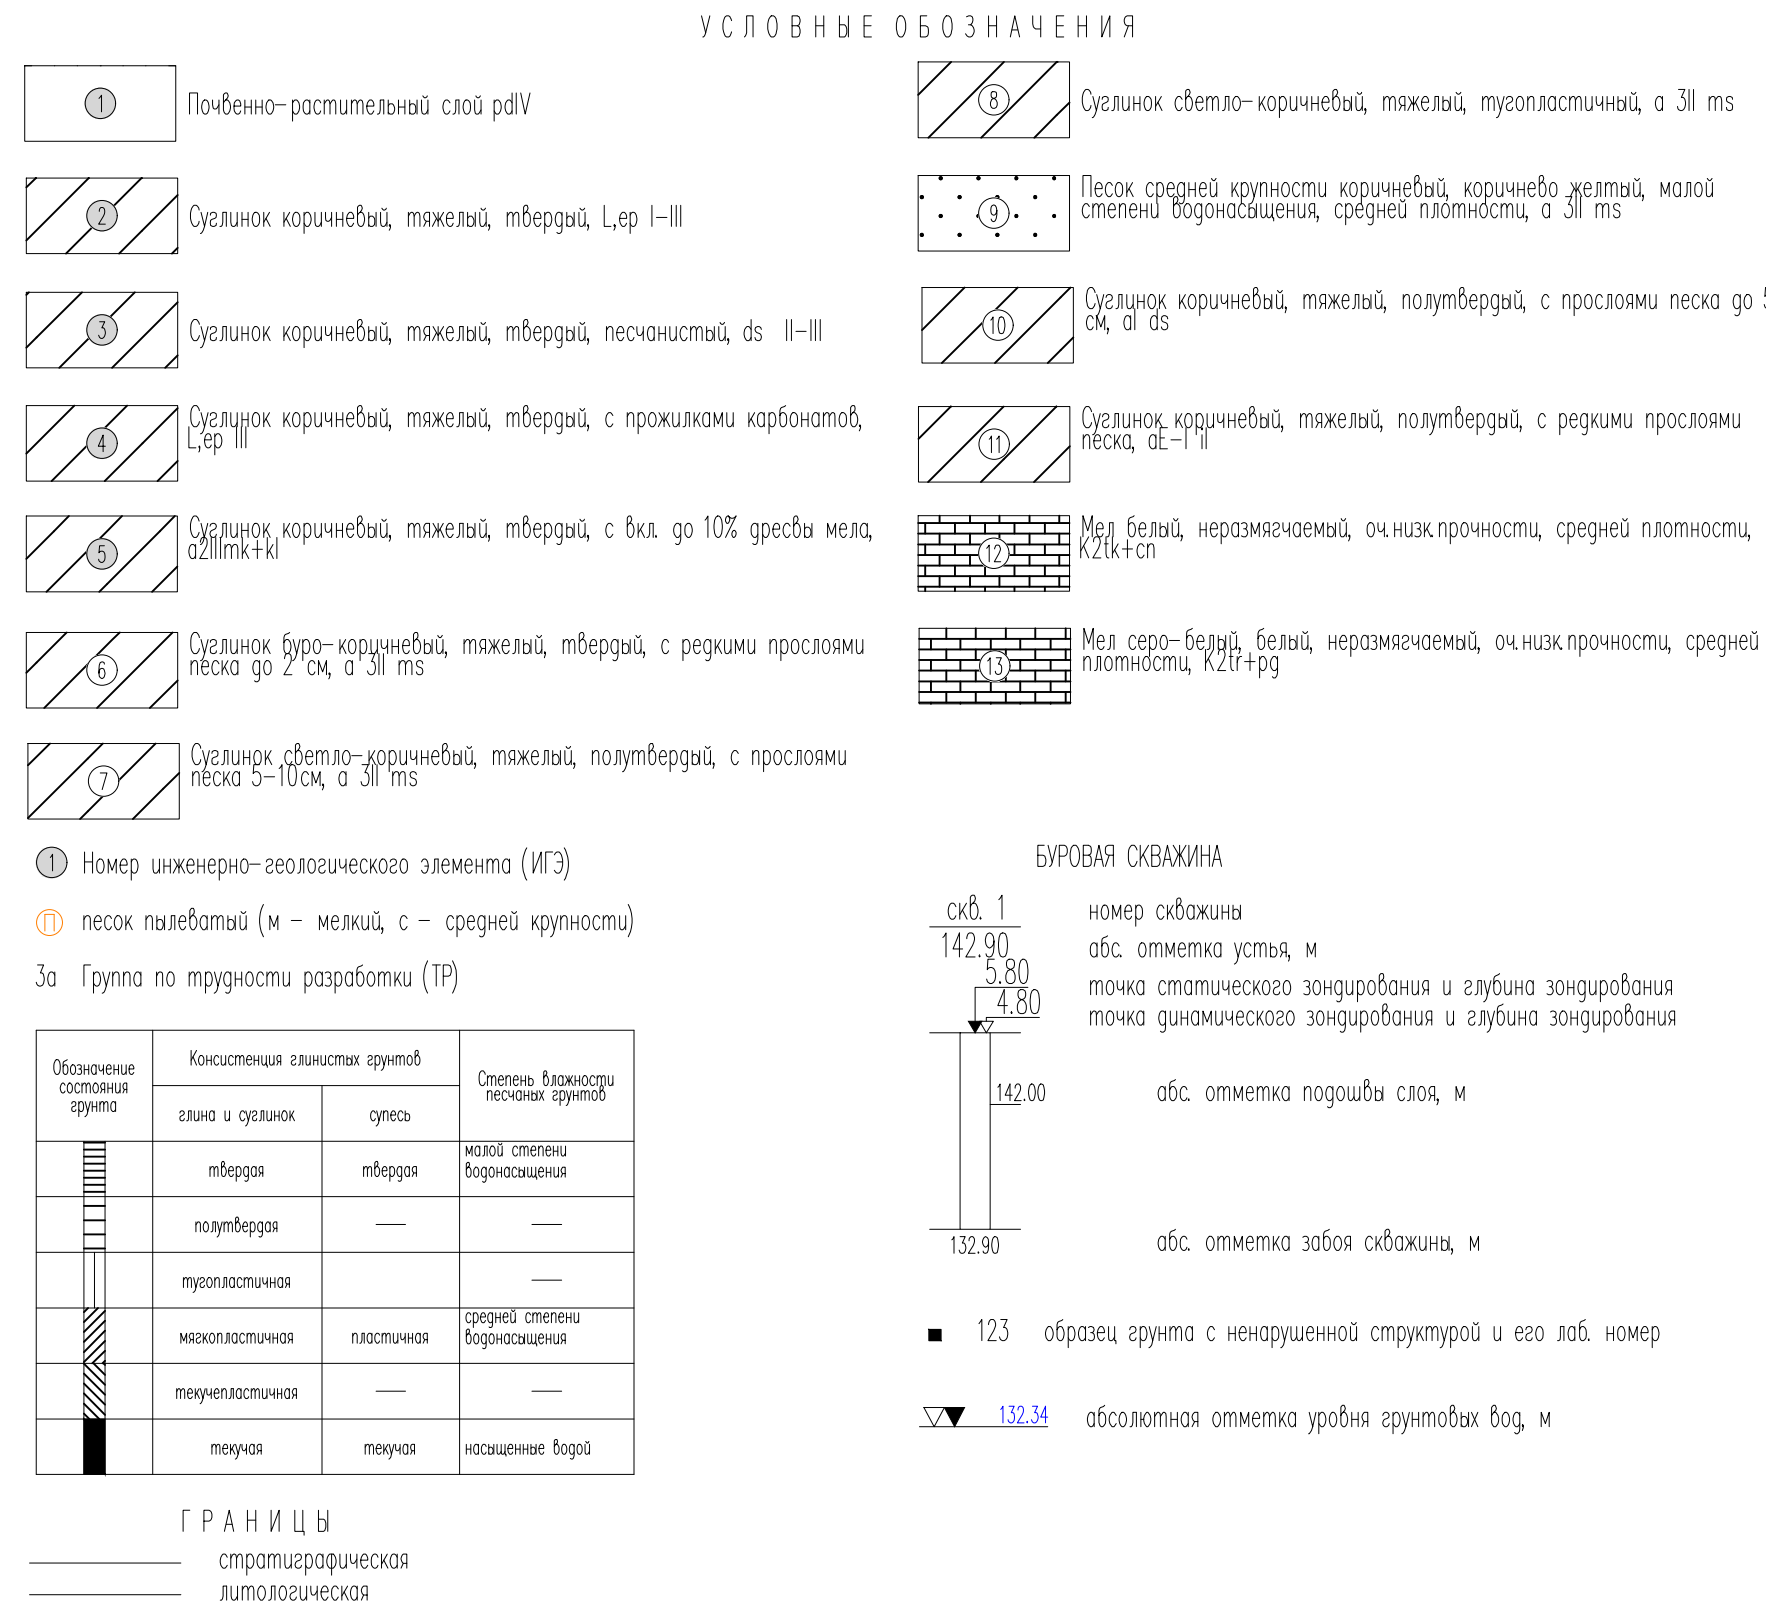 УСЛОВНЫЕ ОБОЗНАЧЕНИЯ
1
Почвенно-растительный слой pdIV
2
Суглинок коричневый, тяжелый, твердый, L,ep I-III
3
Суглинок коричневый, тяжелый, твердый, песчанистый, ds II-III
4
Суглинок коричневый, тяжелый, твердый, с прожилками карбонатов,
L,ep III
5
Суглинок коричневый, тяжелый, твердый, с вкл. до 10% дресвы мела,
a2IIImk+kl
6
Суглинок буро-коричневый, тяжелый, твердый, с редкими прослоями
песка до 2 см, a 3II ms
7
Суглинок светло-коричневый, тяжелый, полутвердый, с прослоями
песка 5-10см, a 3II ms
8
Суглинок светло-коричневый, тяжелый, тугопластичный, a 3II ms
9
Песок средней крупности коричневый, коричнево желтый, малой
степени водонасыщения, средней плотности, a 3II ms
10
Суглинок коричневый, тяжелый, полутвердый, с прослоями песка до 5
см, aI ds
11
Суглинок коричневый, тяжелый, полутвердый, с редкими прослоями
песка, aE-I il
12
Мел белый, неразмягчаемый, оч.низк.прочности, средней плотности,
K2tk+cn
13
Мел серо-белый, белый, неразмягчаемый, оч.низк.прочности, средней
плотности, K2tr+pg
1 Номер инженерно-геологического элемента (ИГЭ)
П песок пылеватый (м - мелкий, с - средней крупности)
3а Группа по трудности разработки (ТР)
Обозначение
состояния
грунта
Консистенция глинистых грунтов
глина и суглинок
супесь
Степень влажности
песчаных грунтов
твердая твердая малой степени
водонасыщения
полутвердая — —
тугопластичная —
мягкопластичная пластичная средней степени
водонасыщения
текучепластичная — —
текучая текучая насыщенные водой
ГРАНИЦЫ
стратиграфическая
литологическая
БУРОВАЯ СКВАЖИНА
скв. 1 номер скважины
142.90 абс. отметка устья, м
5.80 точка статического зондирования и глубина зондирования
4.80 точка динамического зондирования и глубина зондирования
142.00 абс. отметка подошвы слоя, м
132.90 абс. отметка забоя скважины, м
123 образец грунта с ненарушенной структурой и его лаб. номер
132.34 абсолютная отметка уровня грунтовых вод, м